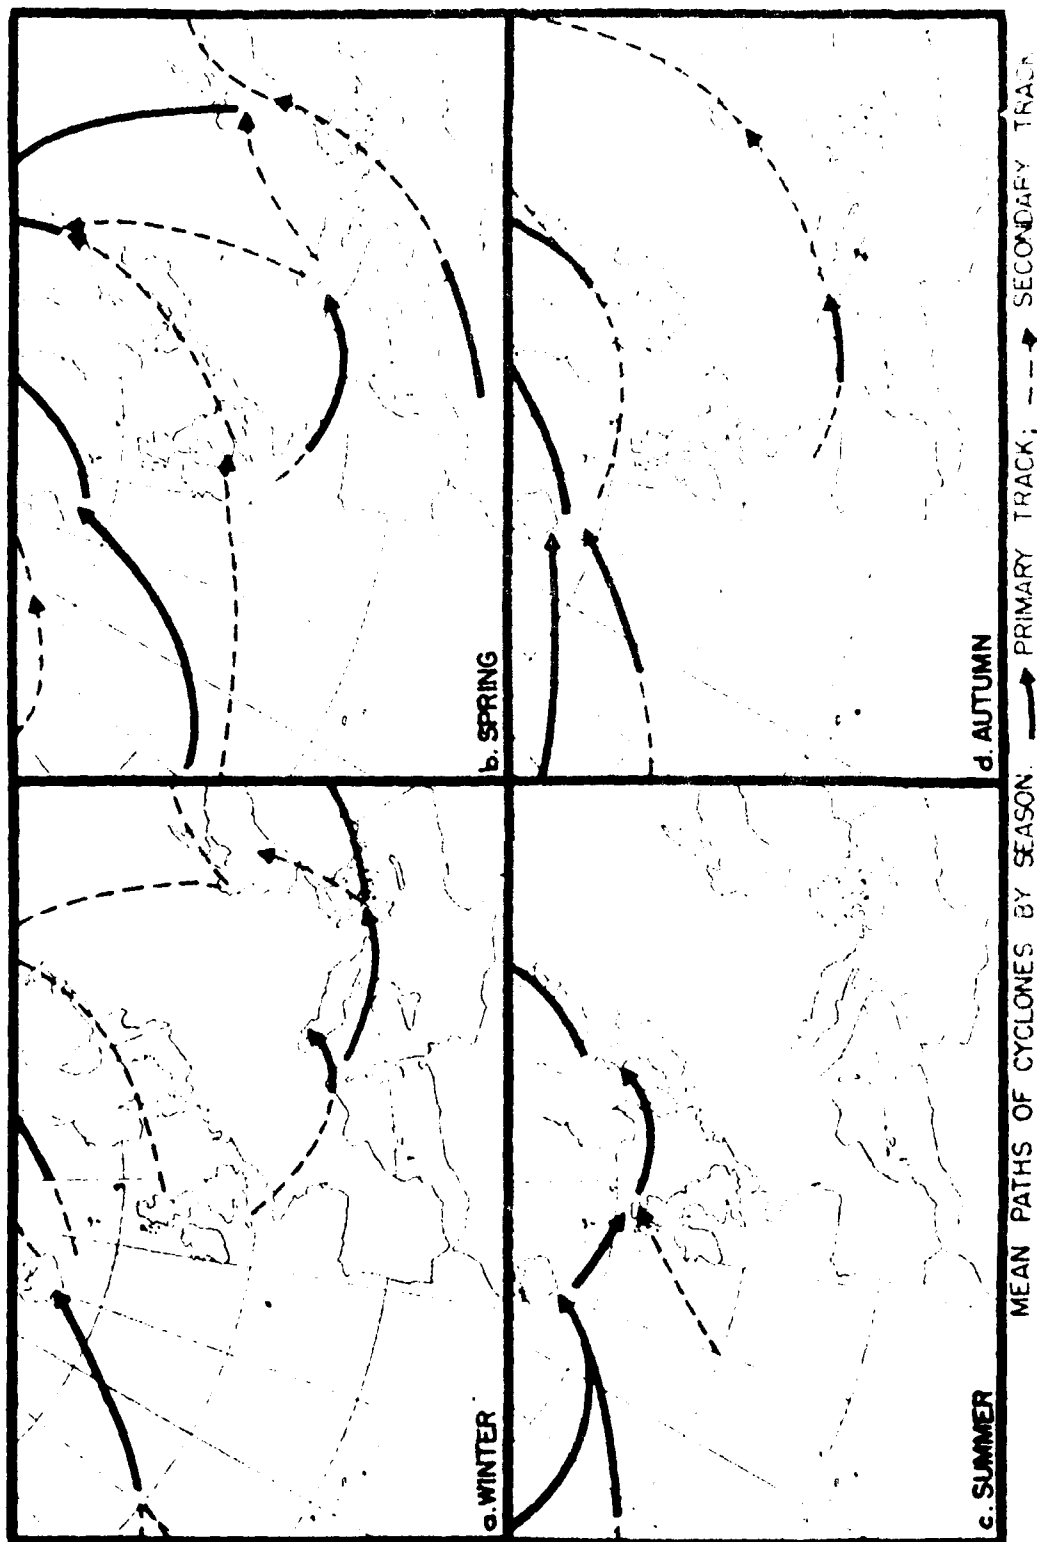 a. WINTER
b. SPRING
c. SUMMER
d. AUTUMN
MEAN PATHS OF CYCLONES BY SEASON. PRIMARY TRACK; SECONDARY TRACK